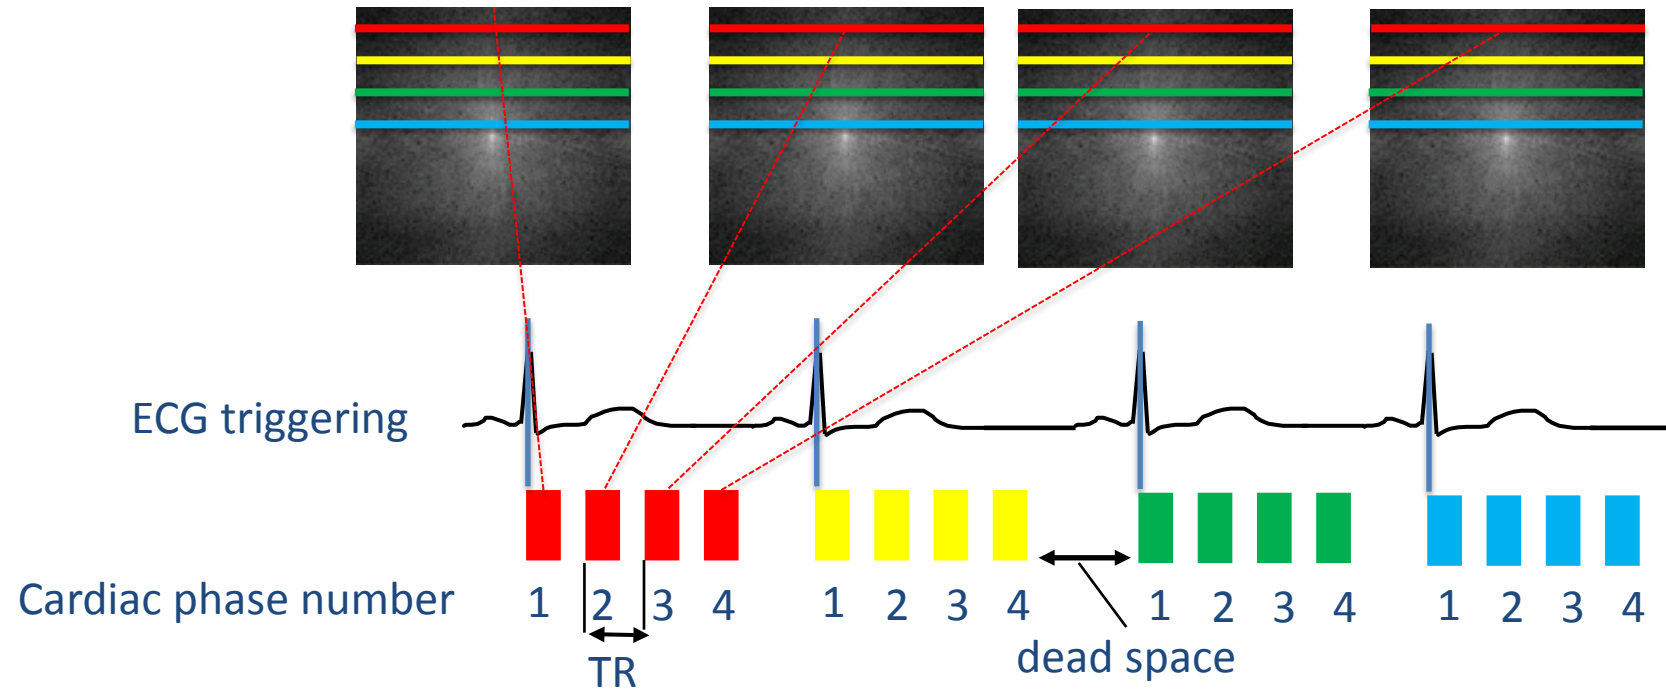 ECG triggering
Cardiac phase number 1 2 3 4 1 2 3 4 1 2 3 4 1 2 3 4
TR
dead space